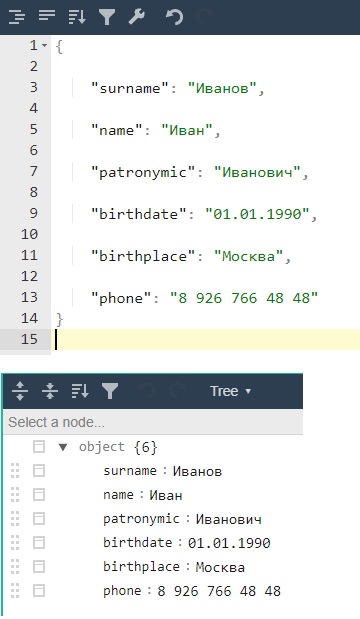 1 {
2
3 "surname": "Иванов",
4
5 "name": "Иван",
6
7 "patronymic": "Иванович",
8
9 "birthdate": "01.01.1990",
10
11 "birthplace": "Москва",
12
13 "phone": "8 926 766 48 48"
14 }
15
Tree ▾
Select a node...
▼ object {6}
surname : Иванов
name : Иван
patronymic : Иванович
birthdate : 01.01.1990
birthplace : Москва
phone : 8 926 766 48 48